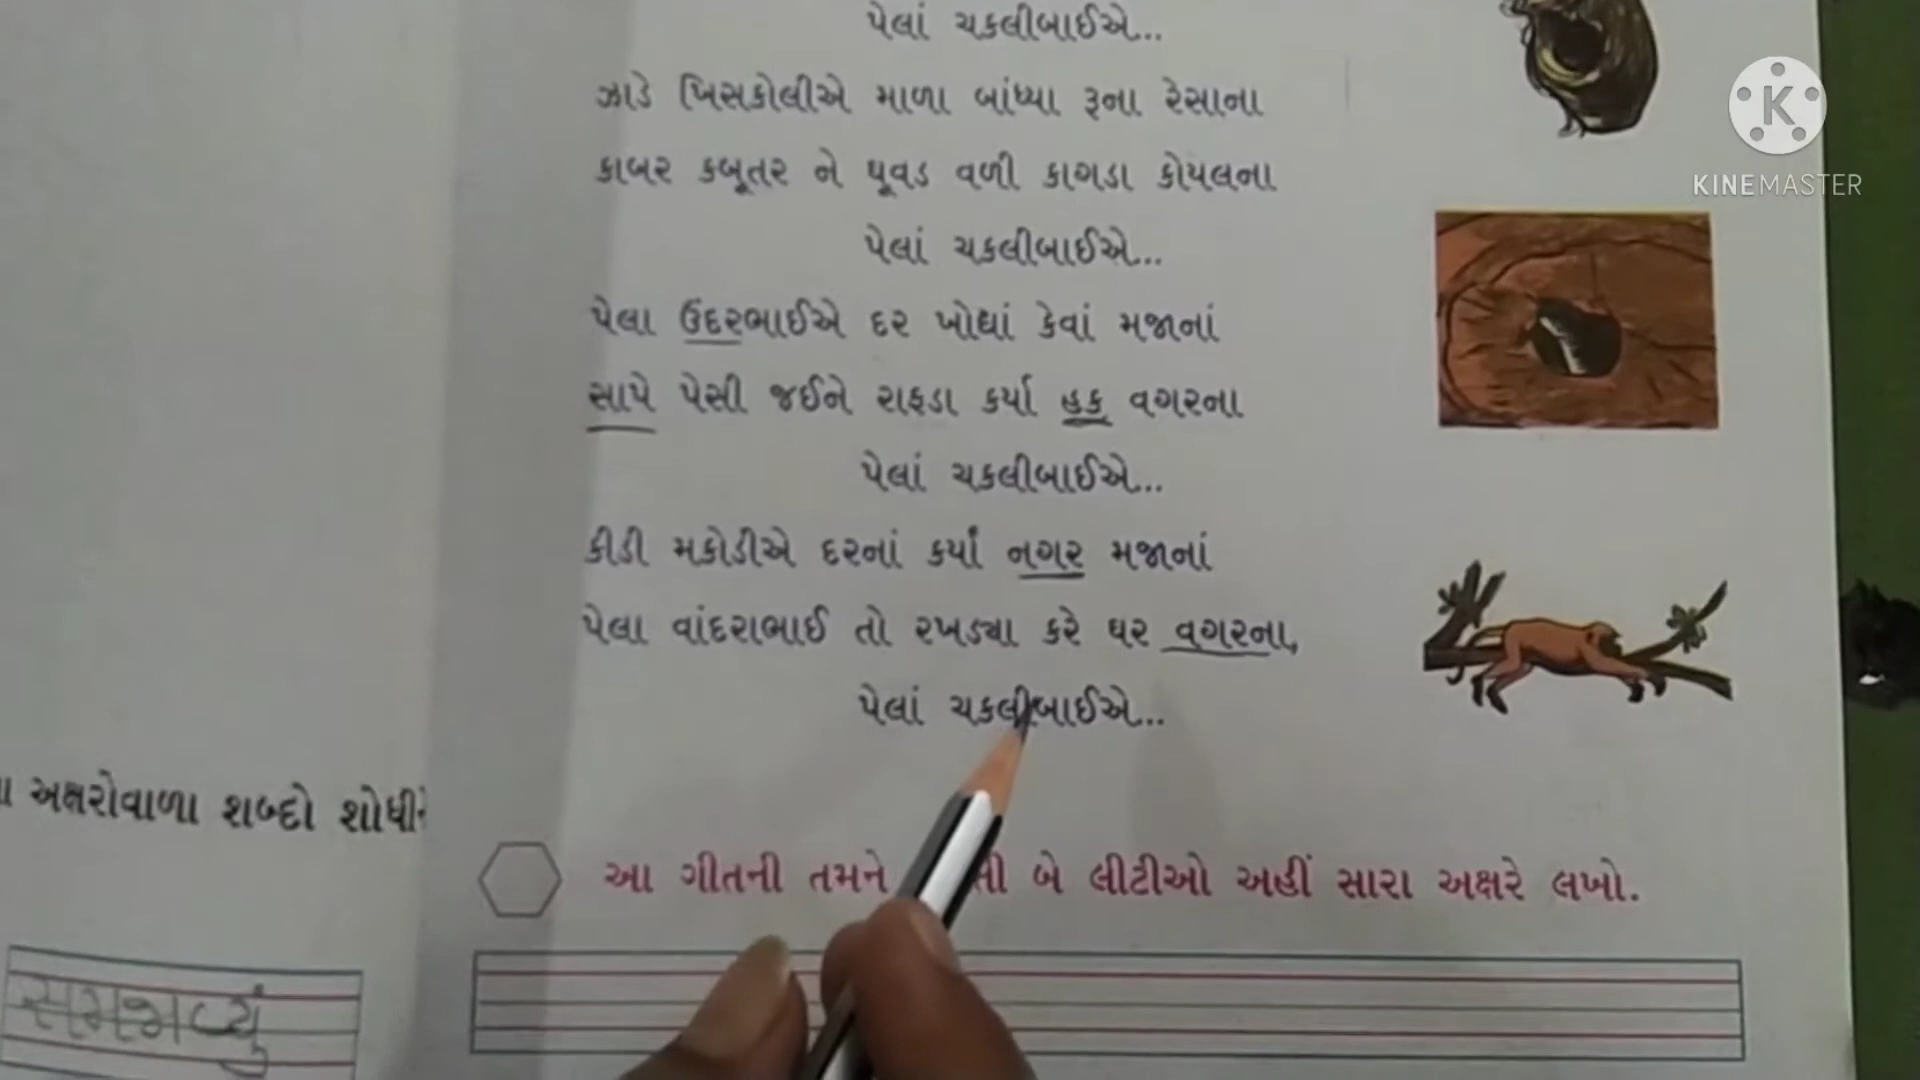 પેલાં ચકલીબાઈએ...
ઝાડે ખિસકોલીએ માળા બાંધ્યા રૂના રેસાના
કાબર કબૂતર ને ઘૂવડ વળી કાગડા કોયલના
પેલાં ચકલીબાઈએ...
પેલા ઉંદરભાઈએ દર ખોદ્યાં કેવાં મજાનાં
સાપે પેસી જઈને રાફડા કર્યા હક્ક વગરના
પેલાં ચકલીબાઈએ...
કીડી મકોડીએ દરનાં કર્યાં નગર મજાનાં
પેલા વાંદરાભાઈ તો રખડ્યા કરે ઘર વગરના,
પેલાં ચકલીબાઈએ...
અક્ષરોવાળા શબ્દો
આ ગીતની તમને બે લીટીઓ અહીં સારા અક્ષરે લખો.
સમજાવ્યું
KINEMASTER